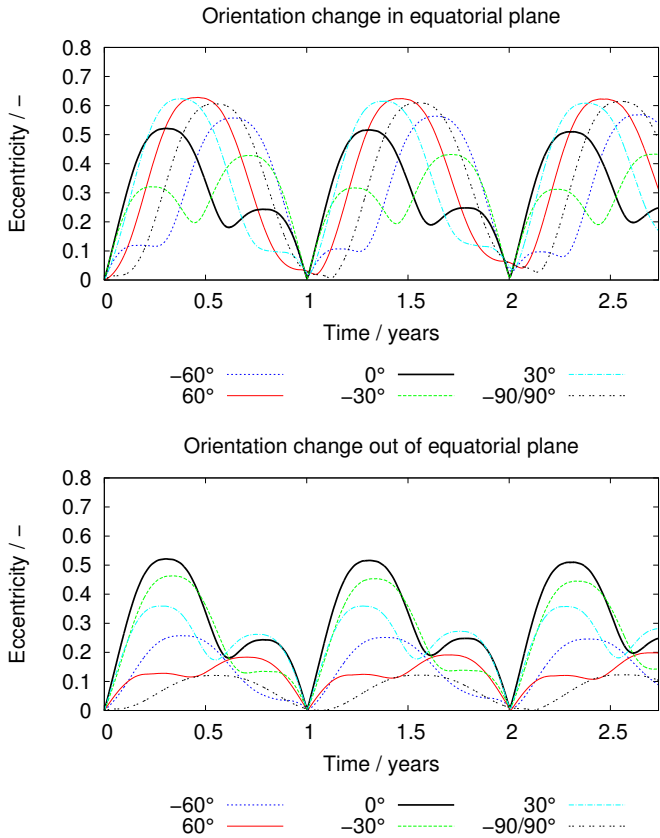 Orientation change in equatorial plane
Eccentricity / –
0.8
0.7
0.6
0.5
0.4
0.3
0.2
0.1
0
0 0.5 1 1.5 2 2.5
Time / years
–60° 0° 30°
60° –30° –90/90°
Orientation change out of equatorial plane
Eccentricity / –
0.8
0.7
0.6
0.5
0.4
0.3
0.2
0.1
0
0 0.5 1 1.5 2 2.5
Time / years
–60° 0° 30°
60° –30° –90/90°